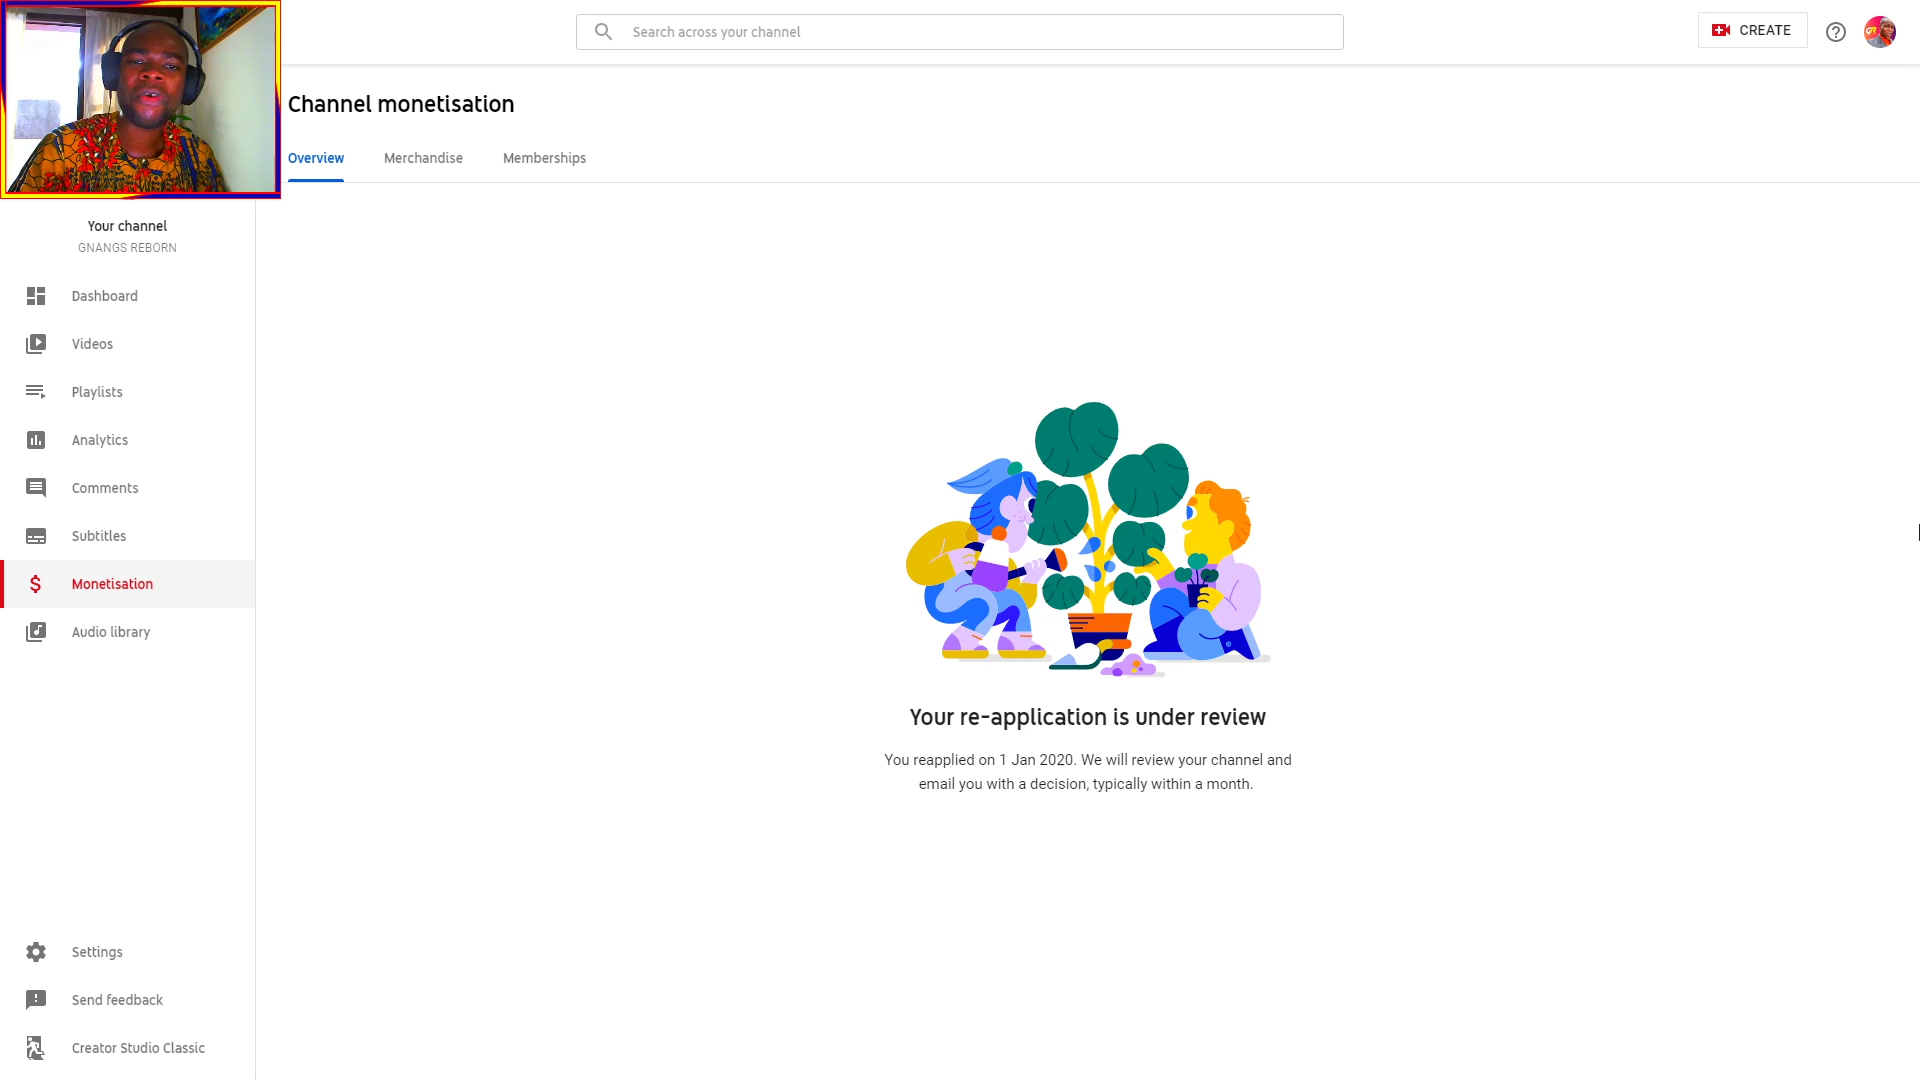 Search across your channel
CREATE
Channel monetisation
Overview
Merchandise
Memberships
Your channel
GNANGS REBORN
Dashboard
Videos
Playlists
Analytics
Comments
Subtitles
Monetisation
Audio library
Your re-application is under review
You reapplied on 1 Jan 2020. We will review your channel and
email you with a decision, typically within a month.
Settings
Send feedback
Creator Studio Classic